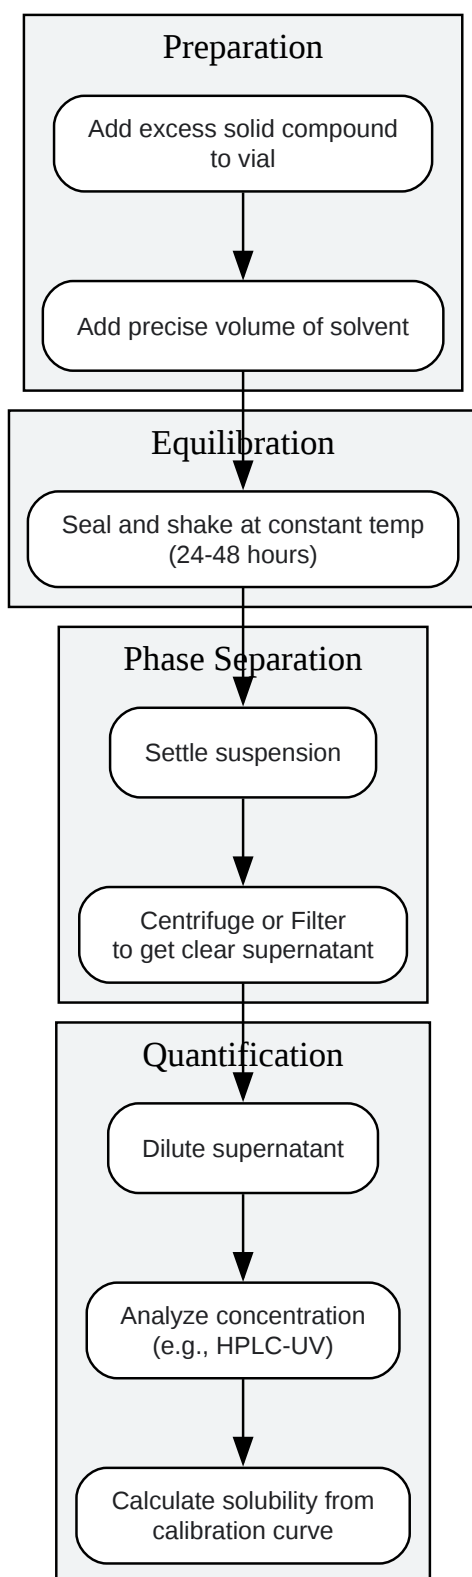 Preparation
Add excess solid compound
to vial
Add precise volume of solvent
Equilibration
Seal and shake at constant temp
(24-48 hours)
Phase Separation
Settle suspension
Centrifuge or Filter
to get clear supernatant
Quantification
Dilute supernatant
Analyze concentration
(e.g., HPLC-UV)
Calculate solubility from
calibration curve